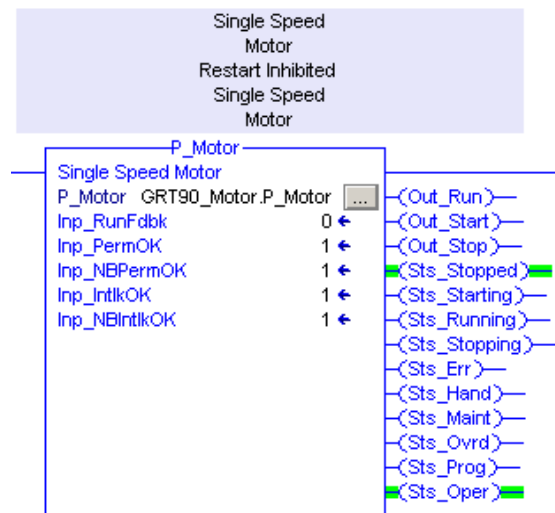 Single Speed
Motor
Restart Inhibited
Single Speed
Motor
P_Motor
Single Speed Motor
P_Motor GRT90_Motor.P_Motor ...
(Out_Run)
Inp_RunFdbk 0
(Out_Start)
Inp_PermOK 1
(Out_Stop)
Inp_NBPermOK 1
(Sts_Stopped)
Inp_IntlkOK 1
(Sts_Starting)
Inp_NBIntlkOK 1
(Sts_Running)
(Sts_Stopping)
(Sts_Err)
(Sts_Hand)
(Sts_Maint)
(Sts_Ovrd)
(Sts_Prog)
(Sts_Oper)